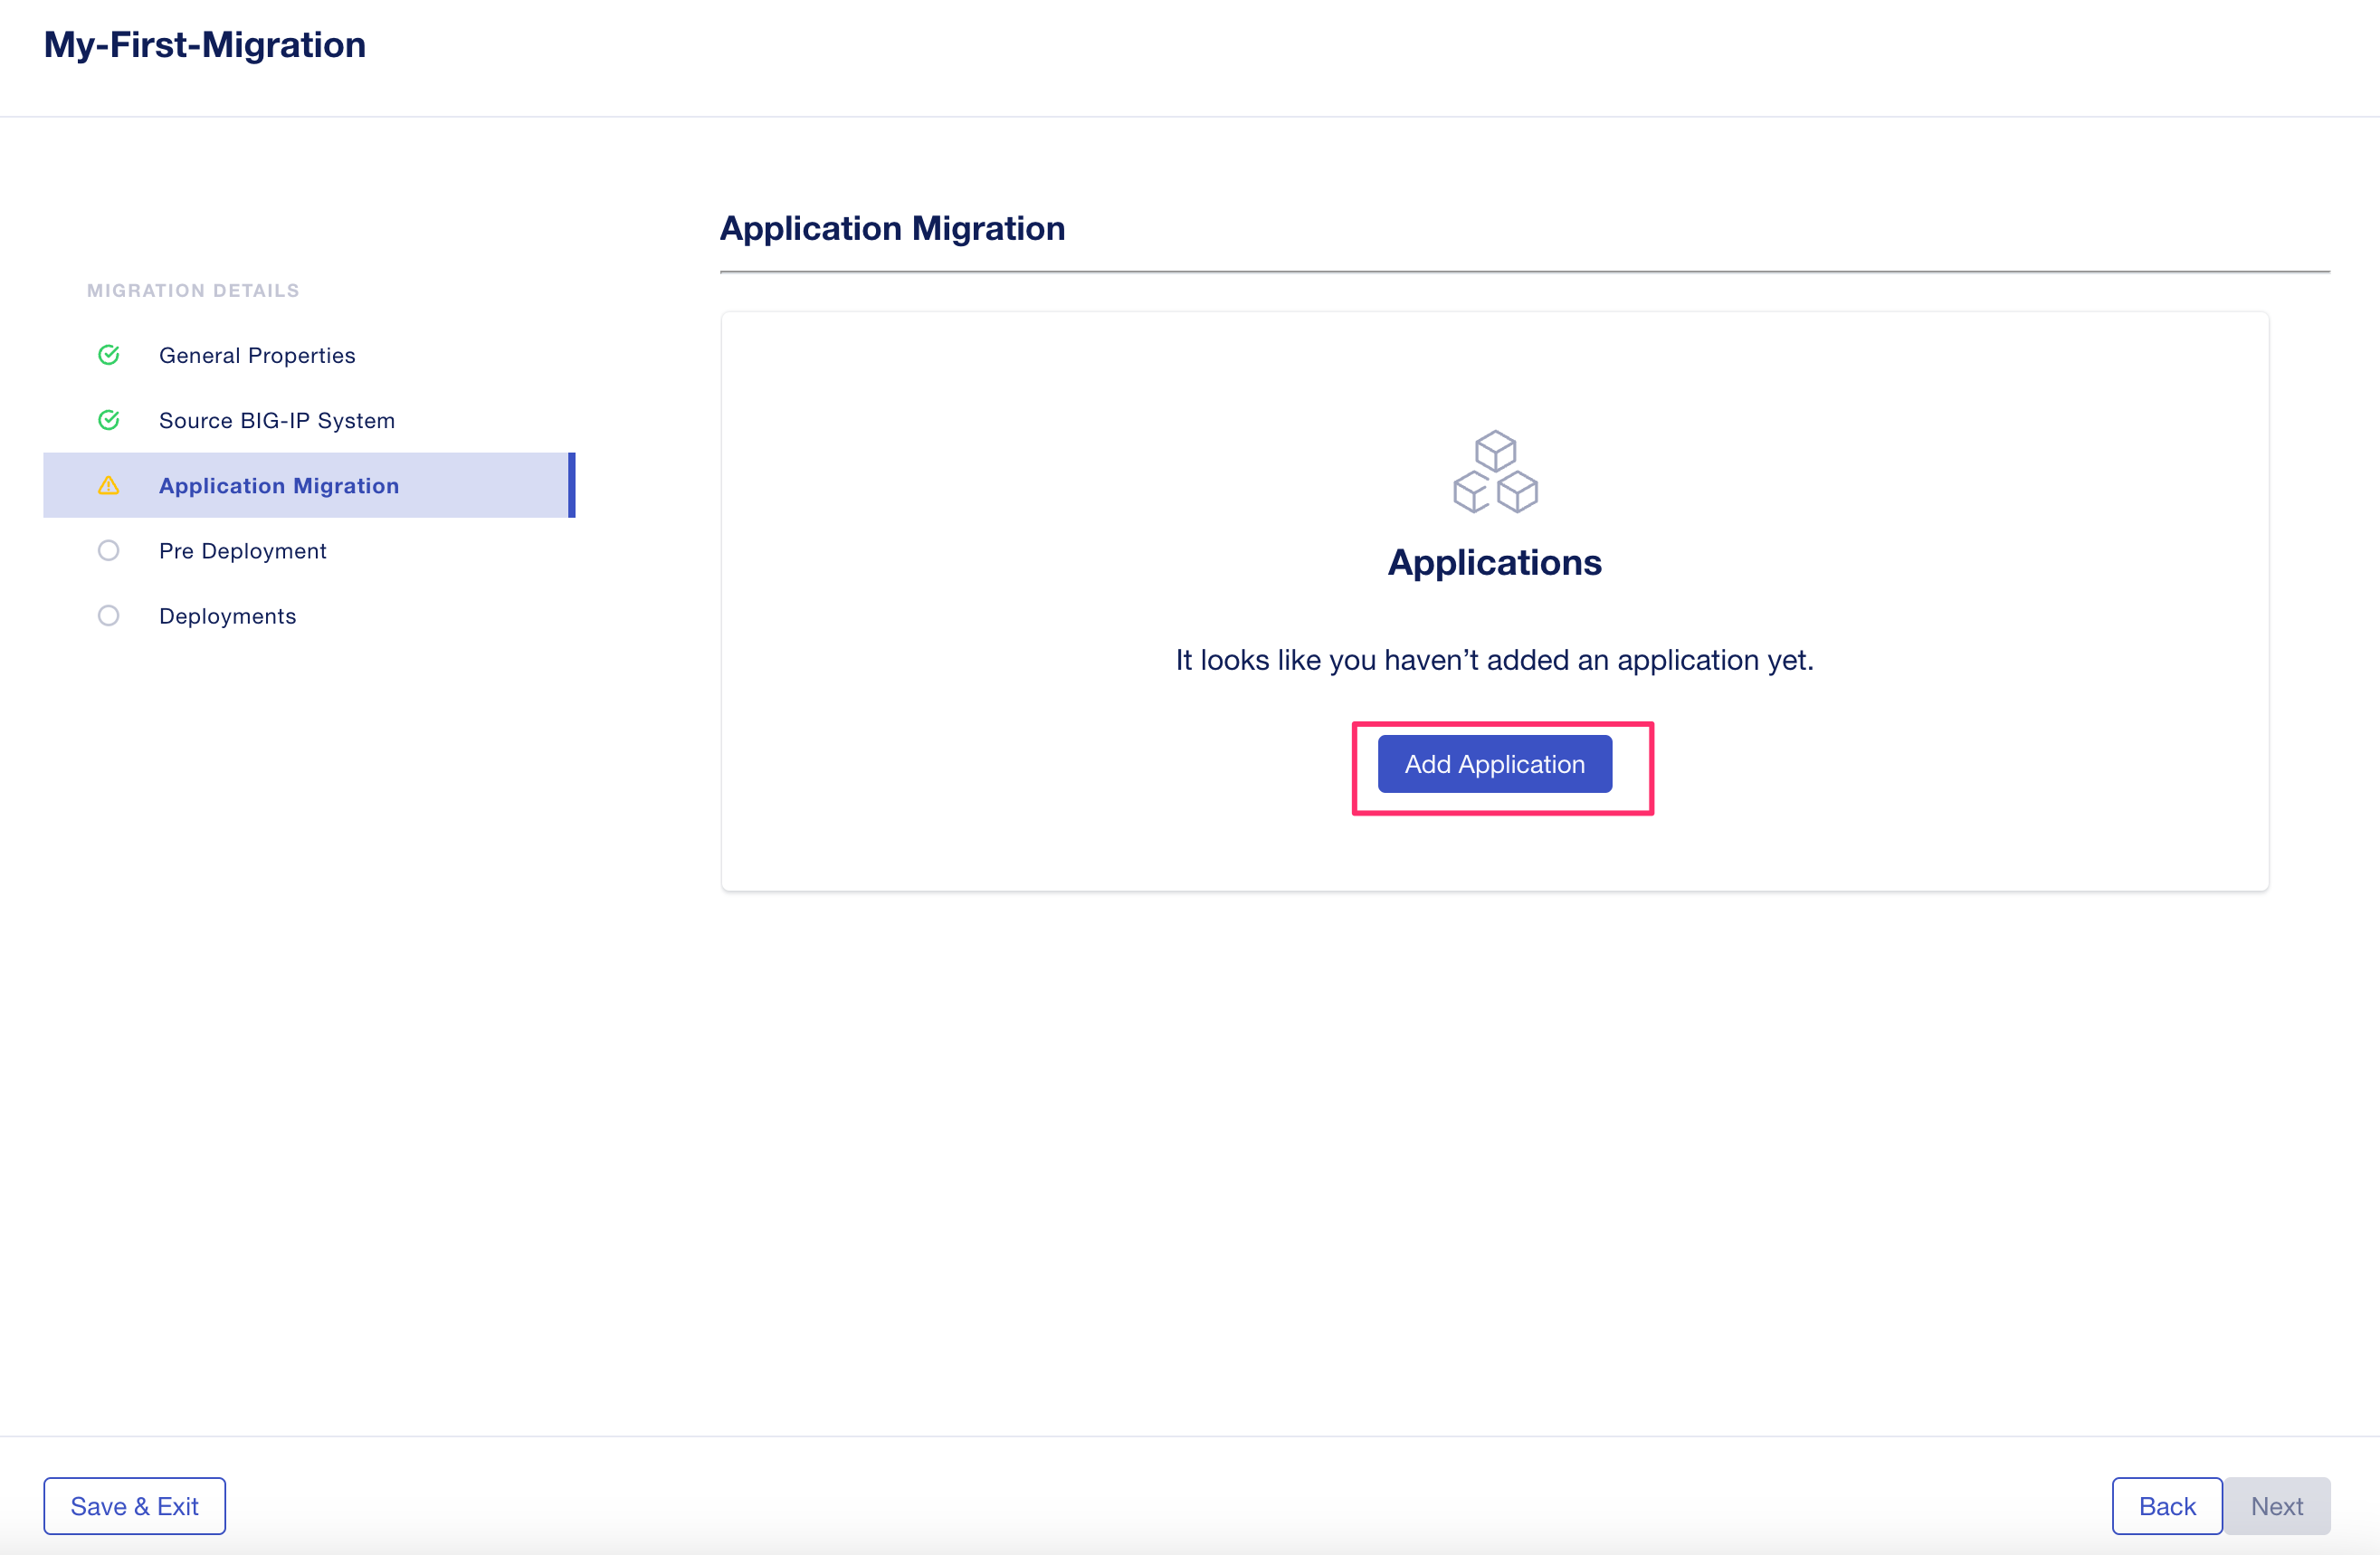 My-First-Migration
MIGRATION DETAILS
General Properties
Source BIG-IP System
Application Migration
Pre Deployment
Deployments
Application Migration
Applications
It looks like you haven’t added an application yet.
Add Application
Save & Exit
Back
Next